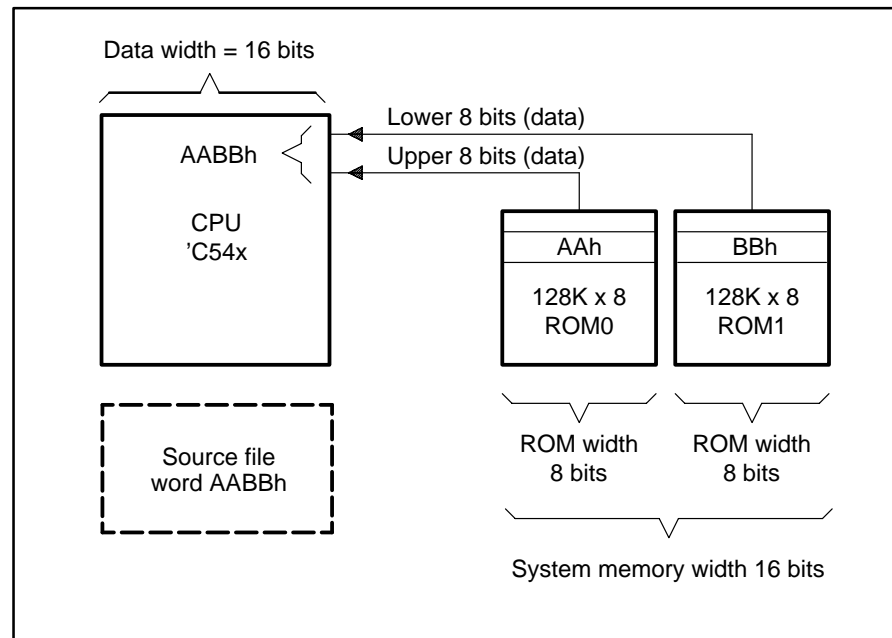 Data width = 16 bits
Lower 8 bits (data)
AABBh
Upper 8 bits (data)
CPU
’C54x
AAh
BBh
128K x 8
ROM0
128K x 8
ROM1
Source file
word AABBh
ROM width
8 bits
ROM width
8 bits
System memory width 16 bits